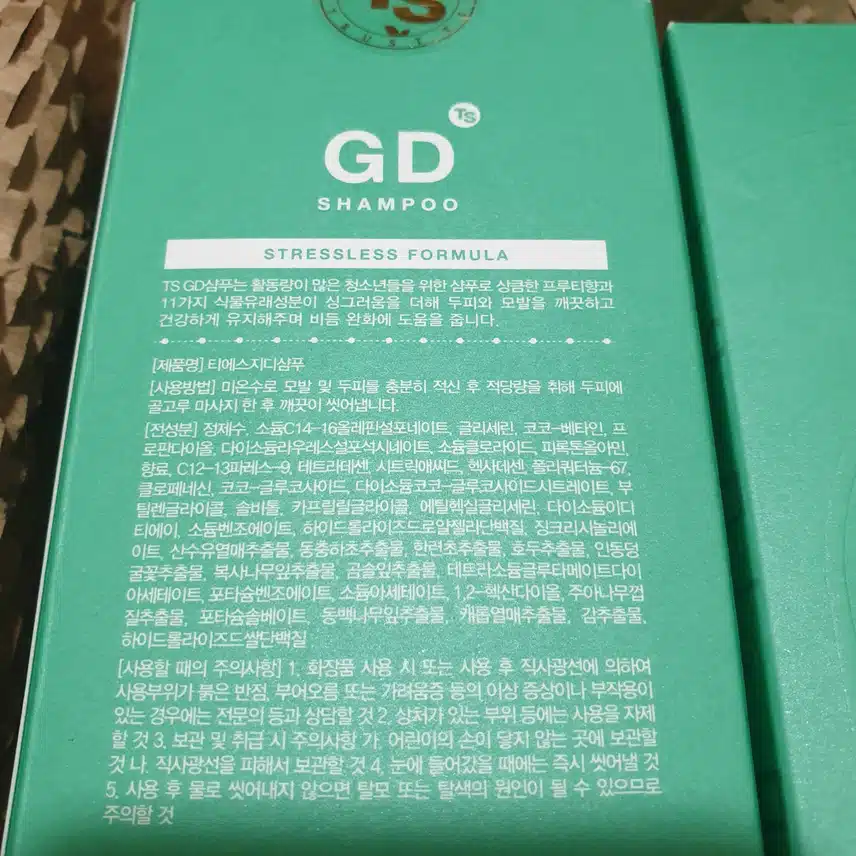 TS
TRUST YE
TS
GD
SHAMPOO
STRESSLESS FORMULA
TS GD샴푸는 활동량이 많은 청소년들을 위한 샴푸로 상큼한 프루티향과
11가지 식물유래성분이 싱그러움을 더해 두피와 모발을 깨끗하고
건강하게 유지해주며 비듬 완화에 도움을 줍니다.
[제품명] 티에스지디샴푸
[사용방법] 미온수로 모발 및 두피를 충분히 적신 후 적당량을 취해 두피에
골고루 마사지 한 후 깨끗이 씻어냅니다.
[전성분] 정제수, 소듐C14-16올레핀설포네이트, 글리세린, 코코-베타인, 프
로판다이올, 다이소듐라우레스설포석시네이트, 소듐클로라이드, 피록톤올아민,
향료, C12-13파레스-9, 테트라데센, 시트릭애씨드, 헥사데센, 폴리쿼터늄-67,
클로페네신, 코코-글루코사이드, 다이소듐코코-글루코사이드시트레이트, 부
틸렌글라이콜, 솔비톨, 카프릴릴글라이콜, 에틸헥실글리세린, 다이소듐이디
티에이, 소듐벤조에이트, 하이드롤라이즈드로얄젤라단백질, 징크리시놀리에
이트, 산수유열매추출물, 동충하초추출물, 한련초추출물, 호두추출물, 인동덩
굴꽃추출물, 복사나무잎추출물, 곰솔잎추출물, 테트라소듐글루타메이트다이
아세테이트, 포타슘벤조에이트, 소듐아세테이트, 1,2-헥산다이올, 주아나무껍
질추출물, 포타슘솔베이트, 동백나무잎추출물, 캐롭열매추출물, 감추출물,
하이드롤라이즈드쌀단백질
[사용할 때의 주의사항] 1. 화장품 사용 시 또는 사용 후 직사광선에 의하여
사용부위가 붉은 반점, 부어오름 또는 가려움증 등의 이상 증상이나 부작용이
있는 경우에는 전문의 등과 상담할 것 2. 상처가 있는 부위 등에는 사용을 자제
할 것 3. 보관 및 취급 시 주의사항 가. 어린이의 손이 닿지 않는 곳에 보관할
것 나. 직사광선을 피해서 보관할 것 4. 눈에 들어갔을 때에는 즉시 씻어낼 것
5. 사용 후 물로 씻어내지 않으면 탈모 또는 탈색의 원인이 될 수 있으므로
주의할 것